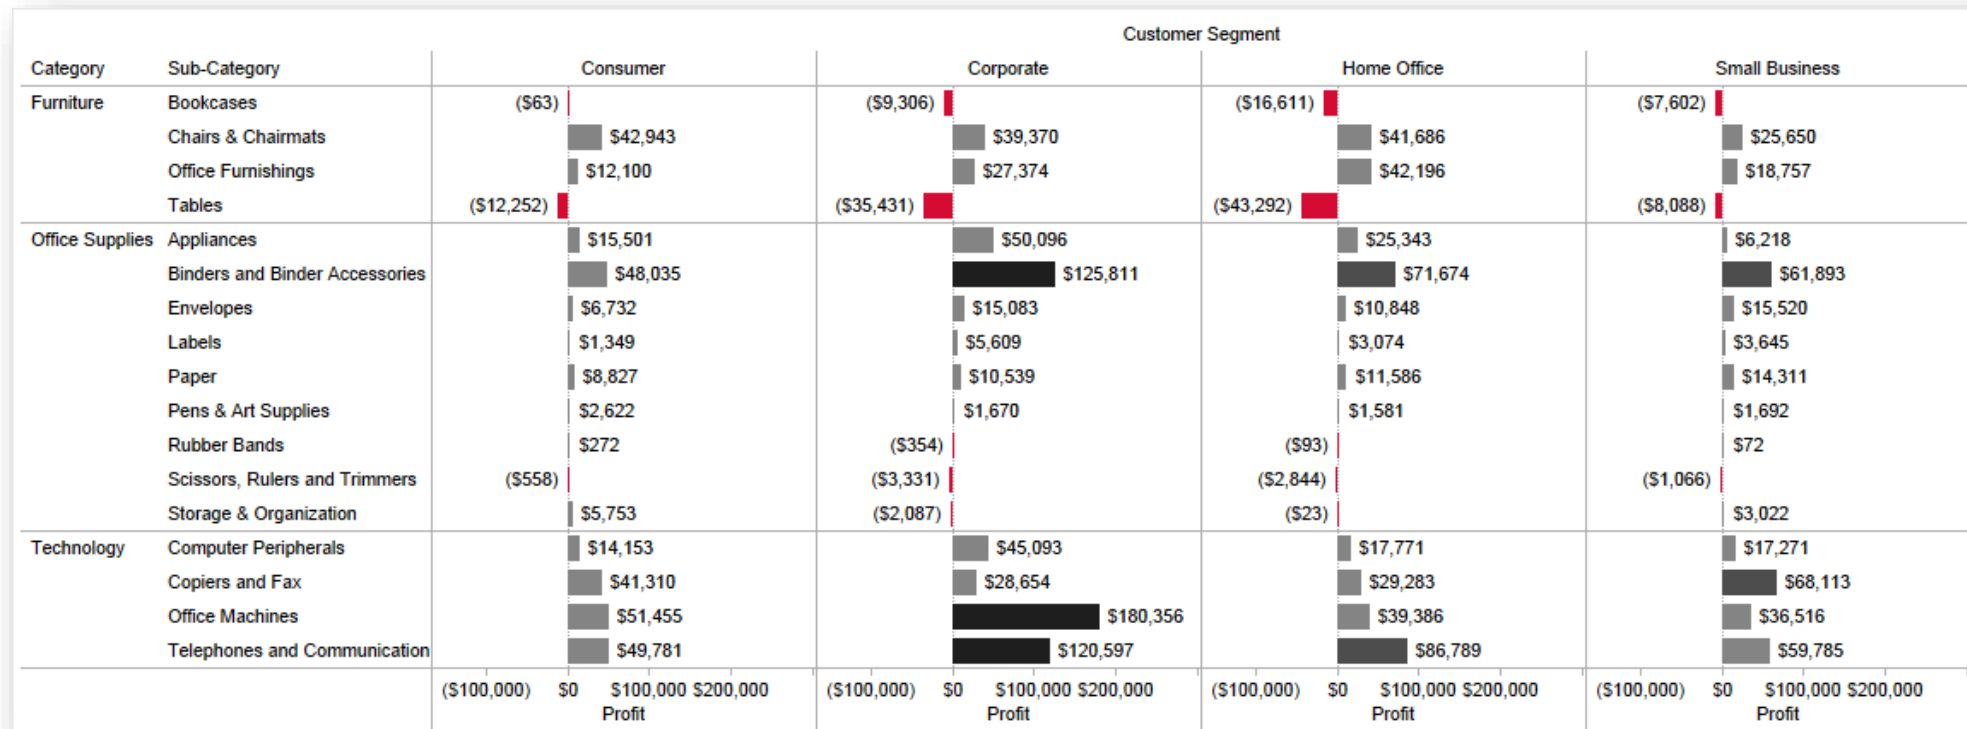 Customer Segment
Category Sub-Category Consumer Corporate Home Office Small Business
Furniture Bookcases ($63) ($9,306) ($16,611) ($7,602)
Chairs & Chairmats $42,943 $39,370 $41,686 $25,650
Office Furnishings $12,100 $27,374 $42,196 $18,757
Tables ($12,252) ($35,431) ($43,292) ($8,088)
Office Supplies Appliances $15,501 $50,096 $25,343 $6,218
Binders and Binder Accessories $48,035 $125,811 $71,674 $61,893
Envelopes $6,732 $15,083 $10,848 $15,520
Labels $1,349 $5,609 $3,074 $3,645
Paper $8,827 $10,539 $11,586 $14,311
Pens & Art Supplies $2,622 $1,670 $1,581 $1,692
Rubber Bands $272 ($354) ($93) $72
Scissors, Rulers and Trimmers ($558) ($3,331) ($2,844) ($1,066)
Storage & Organization $5,753 ($2,087) ($23) $3,022
Technology Computer Peripherals $14,153 $45,093 $17,771 $17,271
Copiers and Fax $41,310 $28,654 $29,283 $68,113
Office Machines $51,455 $180,356 $39,386 $36,516
Telephones and Communication $49,781 $120,597 $86,789 $59,785
($100,000) $0 $100,000 $200,000 ($100,000) $0 $100,000 $200,000 ($100,000) $0 $100,000 $200,000 ($100,000) $0 $100,000 $200,000
Profit Profit Profit Profit